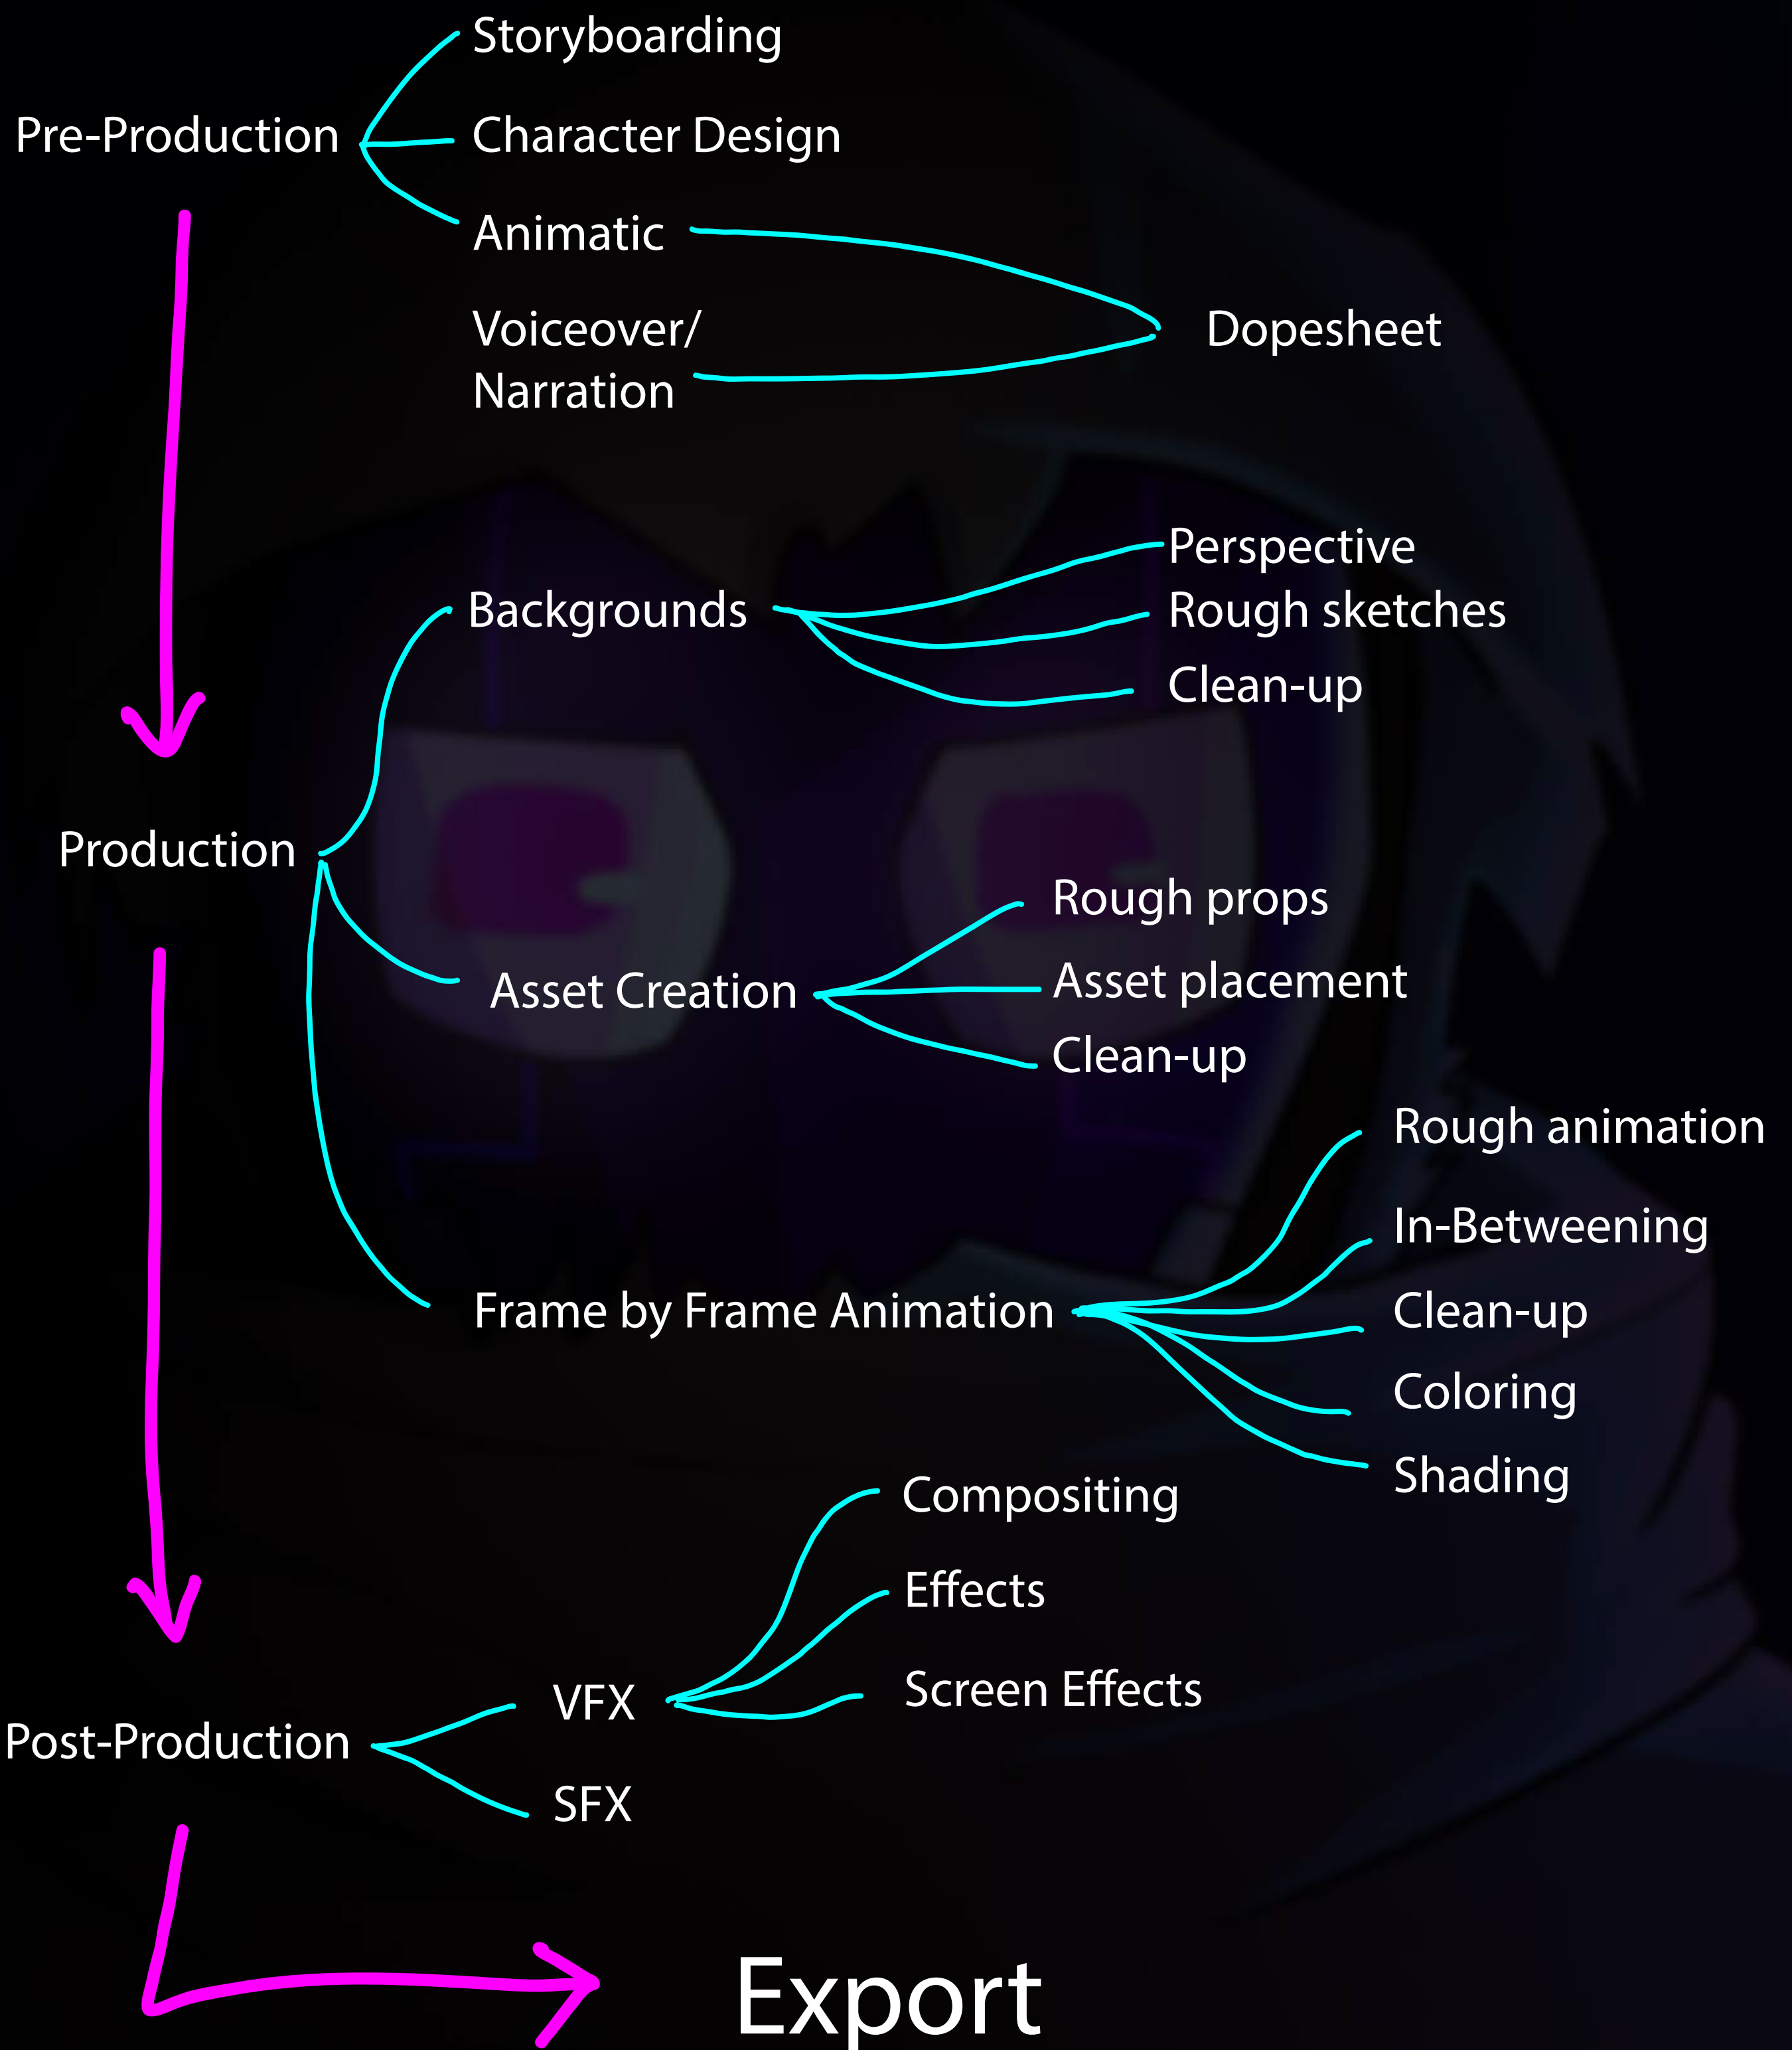 Storyboarding
Pre-Production
Character Design
Animatic
Voiceover/
Narration
Dopesheet
Perspective
Backgrounds
Rough sketches
Clean-up
Production
Rough props
Asset Creation
Asset placement
Clean-up
Rough animation
In-Betweening
Frame by Frame Animation
Clean-up
Coloring
Shading
Compositing
Effects
Screen Effects
VFX
Post-Production
SFX
Export